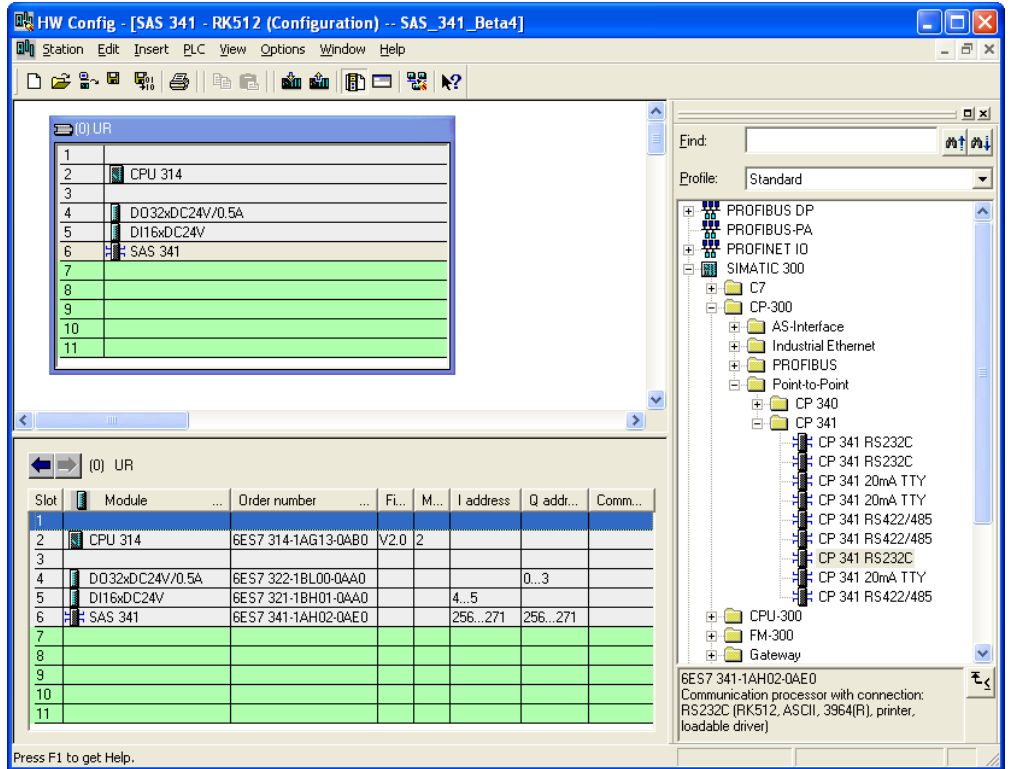 HW Config - [SAS 341 - RK512 (Configuration) -- SAS_341_Beta4]
Station Edit Insert PLC View Options Window Help
(0) UR
1
2 CPU 314
3
4 DO32xDC24V/0.5A
5 DI16xDC24V
6 SAS 341
7
8
9
10
11
(0) UR
Slot Module ... Order number ... Fi... M... I address Q addr... Comm...
1
2 CPU 314 6ES7 314-1AG13-0AB0 V2.0 2
3
4 DO32xDC24V/0.5A 6ES7 322-1BL00-0AA0 0...3
5 DI16xDC24V 6ES7 321-1BH01-0AA0 4...5
6 SAS 341 6ES7 341-1AH02-0AE0 256...271 256...271
7
8
9
10
11
Find:
Profile: Standard
PROFIBUS DP
PROFIBUS-PA
PROFINET IO
SIMATIC 300
C7
CP-300
AS-Interface
Industrial Ethernet
PROFIBUS
Point-to-Point
CP 340
CP 341
CP 341 RS232C
CP 341 RS232C
CP 341 20mA TTY
CP 341 20mA TTY
CP 341 RS422/485
CP 341 RS422/485
CP 341 RS232C
CP 341 20mA TTY
CP 341 RS422/485
CPU-300
FM-300
Gateway
6ES7 341-1AH02-0AE0
Communication processor with connection:
RS232C (RK512, ASCII, 3964(R), printer,
loadable driver)
Press F1 to get Help.